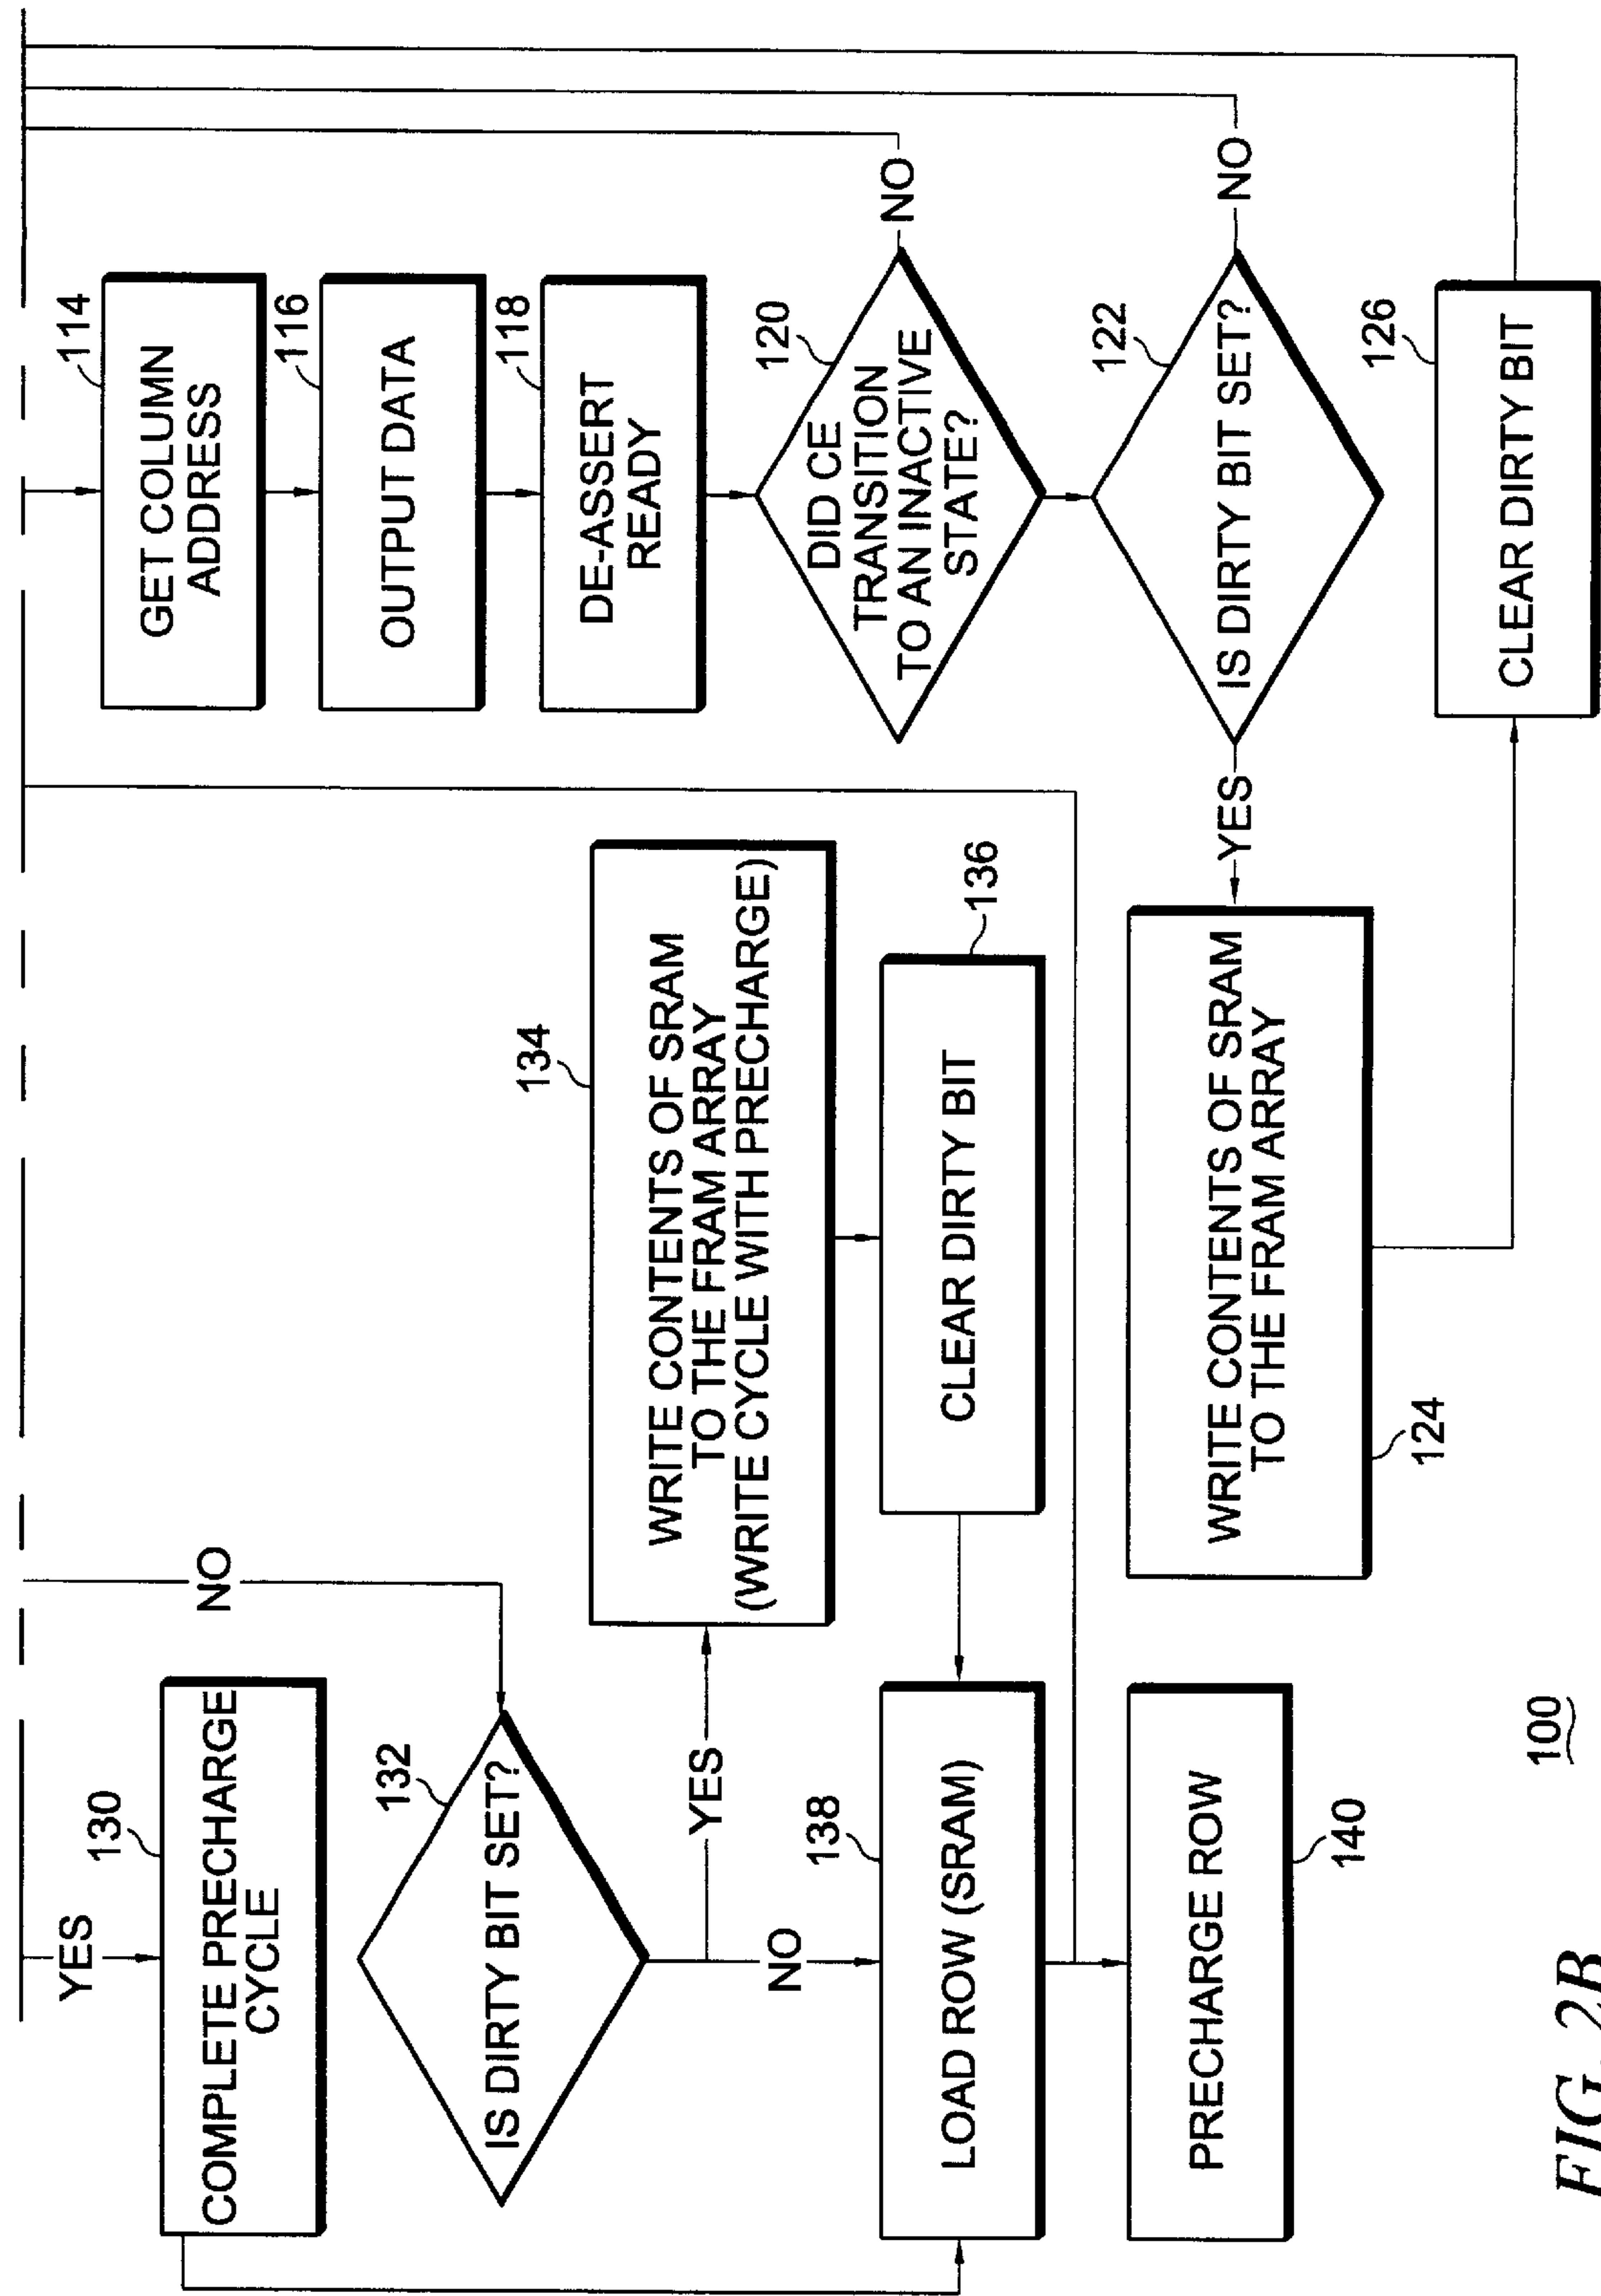 YES
130
COMPLETE PRECHARGE
CYCLE
NO
132
IS DIRTY BIT SET?
YES
NO
134
WRITE CONTENTS OF SRAM
TO THE FRAM ARRAY
(WRITE CYCLE WITH PRECHARGE)
136
CLEAR DIRTY BIT
138
LOAD ROW (SRAM)
PRECHARGE ROW
140
114
GET COLUMN
ADDRESS
116
OUTPUT DATA
118
DE-ASSERT
READY
120
DID CE
TRANSITION
TO AN INACTIVE
STATE?
NO
122
IS DIRTY BIT SET?
NO
YES
WRITE CONTENTS OF SRAM
TO THE FRAM ARRAY
124
126
CLEAR DIRTY BIT
100
FIG. 2B